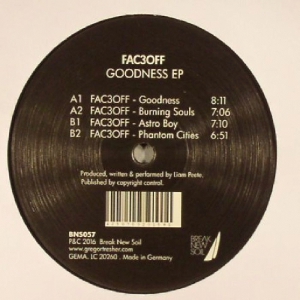 FAC3OFF
GOODNESS EP
A1 FAC3OFF - Goodness 8:11
A2 FAC3OFF - Burning Souls 7:06
B1 FAC3OFF - Astro Boy 7:10
B2 FAC3OFF - Phantom Cities 6:51
Produced, written & performed by Liam Peete.
Published by copyright control.
BNS057
P&C 2016 Break New Soil
www.gregortresher.com
GEMA. LC 20260 . Made in Germany
BREAK
NEW
SOIL